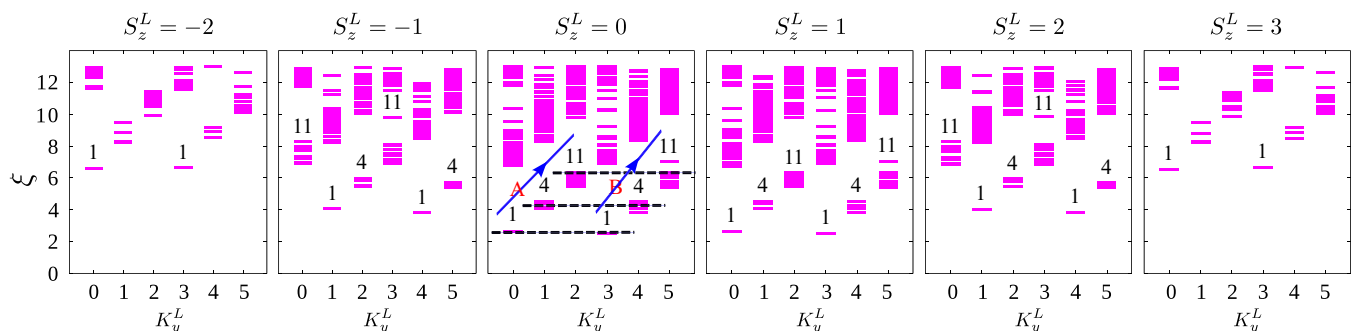 S_z^L = −2
S_z^L = −1
S_z^L = 0
S_z^L = 1
S_z^L = 2
S_z^L = 3
ξ
12
10
8
6
4
2
0
1
1
11
1
4
11
1
4
A
1
4
11
B
1
4
11
1
4
11
1
4
11
11
1
4
11
1
4
1
1
0 1 2 3 4 5
0 1 2 3 4 5
0 1 2 3 4 5
0 1 2 3 4 5
0 1 2 3 4 5
0 1 2 3 4 5
K_y^L
K_y^L
K_y^L
K_y^L
K_y^L
K_y^L